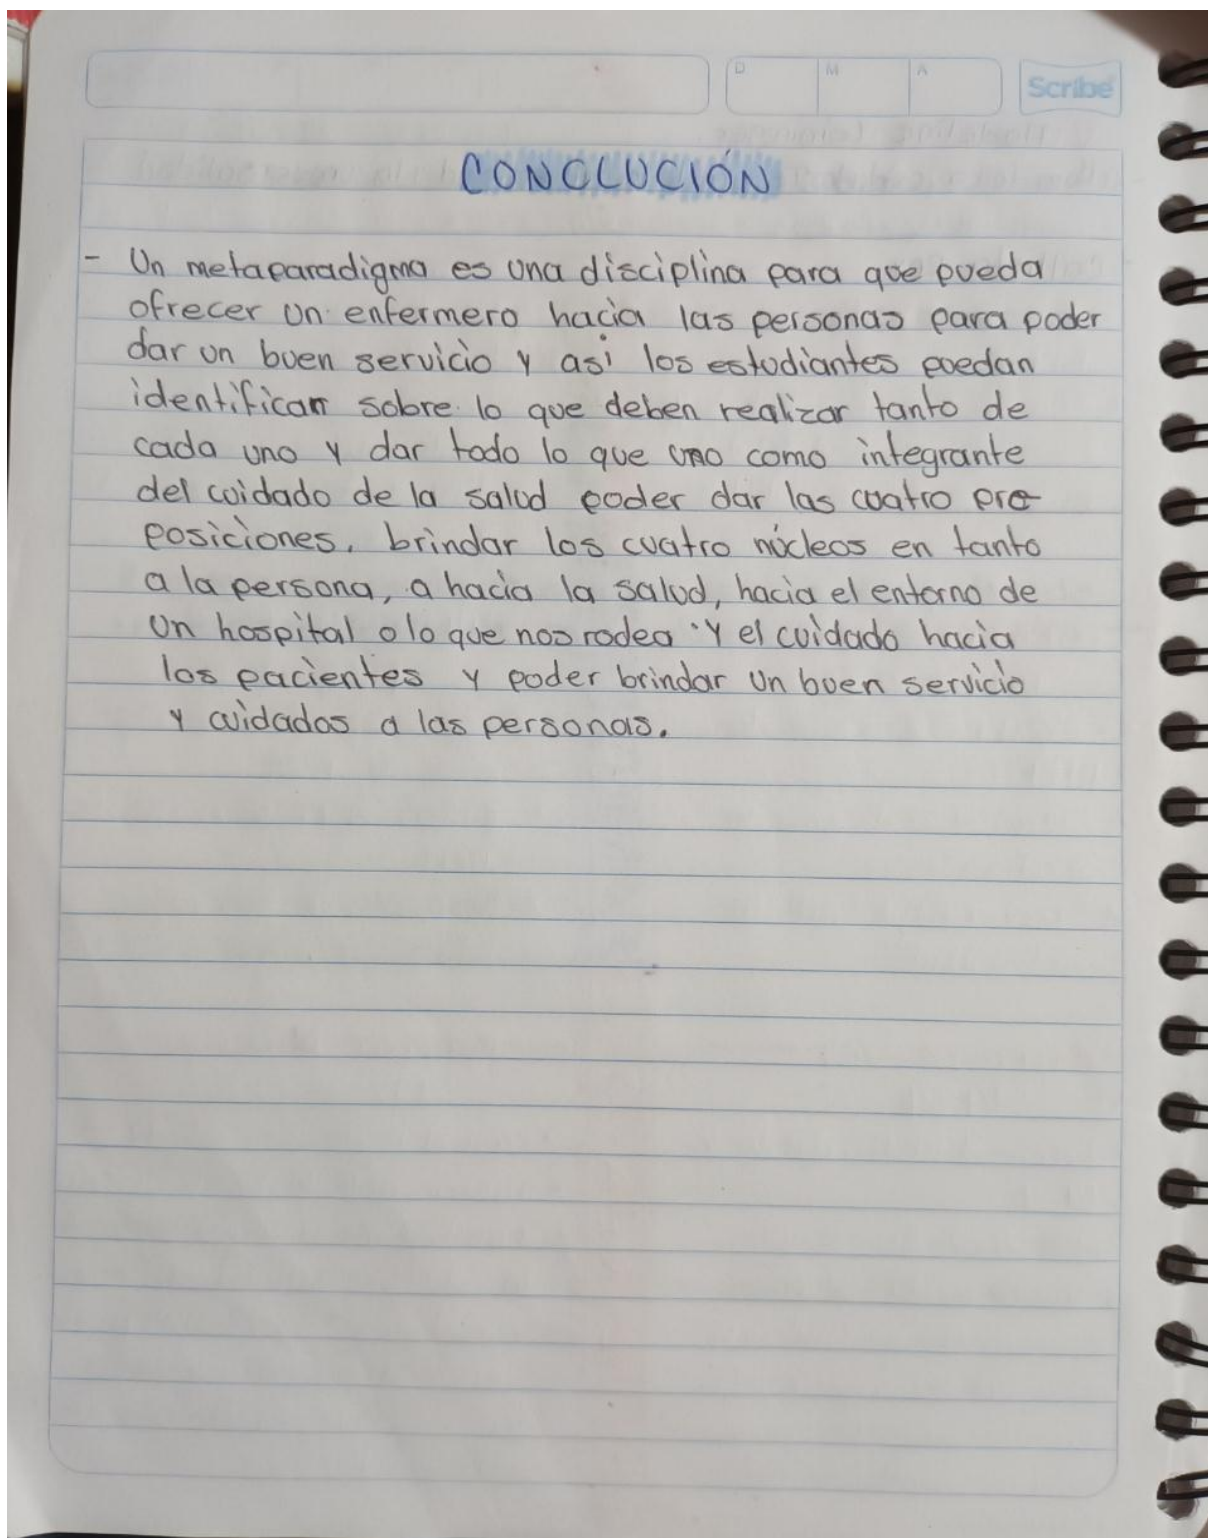 D M A
Scribe
CONCLUCIÓN
- Un metaparadigma es una disciplina para que pueda
ofrecer un enfermero hacia las personas para poder
dar un buen servicio y asi los estudiantes puedan
identifican sobre lo que deben realizar tanto de
cada uno y dar todo lo que uno como integrante
del cuidado de la salud poder dar las cuatro pro-
posiciones, brindar los cuatro núcleos en tanto
a la persona, a hacia la salud, hacia el entorno de
un hospital o lo que nos rodea y el cuidado hacia
los pacientes y poder brindar un buen servicio
y cuidados a las personas.